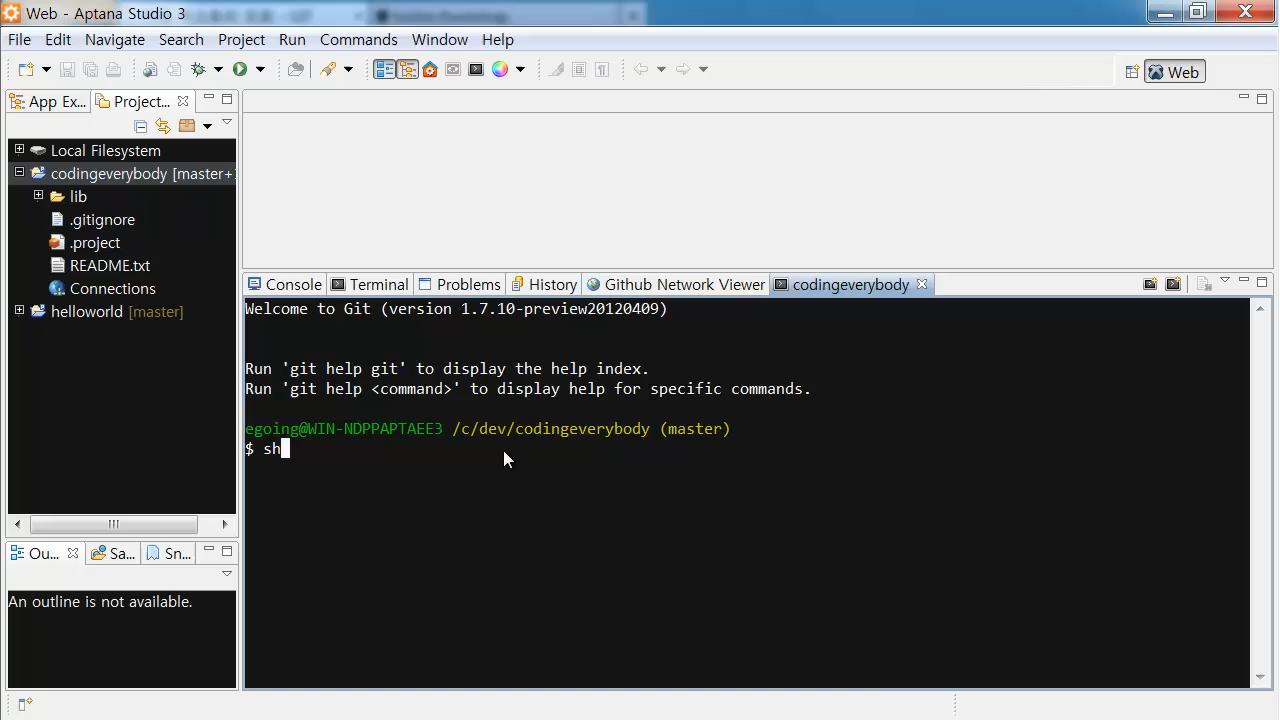 Web - Aptana Studio 3
File Edit Navigate Search Project Run Commands Window Help
Web
App Ex... Project...
Local Filesystem
codingeverybody [master+
lib
.gitignore
.project
README.txt
Connections
helloworld [master]
Ou... Sa... Sn...
An outline is not available.
Console Terminal Problems History Github Network Viewer codingeverybody
Welcome to Git (version 1.7.10-preview20120409)
Run 'git help git' to display the help index.
Run 'git help <command>' to display help for specific commands.
egoing@WIN-NDPPAPTAEE3 /c/dev/codingeverybody (master)
$ sh